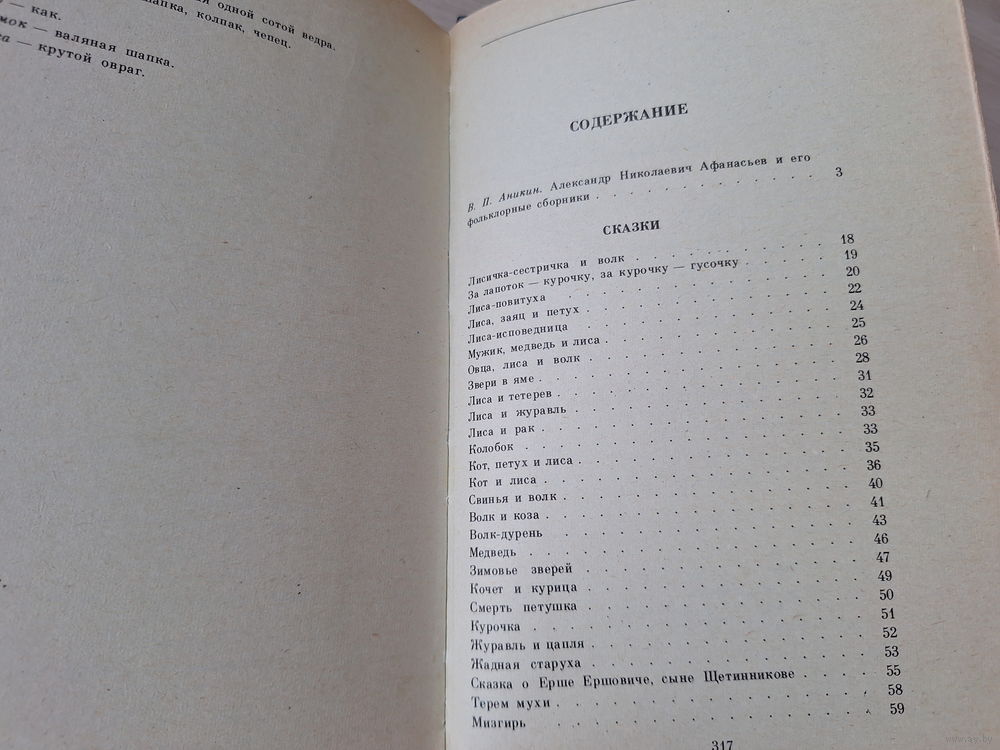 одной сотой ведра.
шапка, колпак, чепец.
— как.
— валяная шапка.
— крутой овраг.
СОДЕРЖАНИЕ
В. П. Аникин. Александр Николаевич Афанасьев и его
фольклорные сборники . . . . . . . . . . 3
СКАЗКИ
Лисичка-сестричка и волк . . . . . . . . 18
За лапоток — курочку, за курочку — гусочку . . . . 19
Лиса-повитуха . . . . . . . . . . 20
Лиса, заяц и петух . . . . . . . . . . 22
Лиса-исповедница . . . . . . . . . . 24
Мужик, медведь и лиса . . . . . . . . . 25
Овца, лиса и волк . . . . . . . . . . 26
Звери в яме . . . . . . . . . . . 28
Лиса и тетерев . . . . . . . . . . . 31
Лиса и журавль . . . . . . . . . . 32
Лиса и рак . . . . . . . . . . . 33
Колобок . . . . . . . . . . . . 33
Кот, петух и лиса . . . . . . . . . . 35
Кот и лиса . . . . . . . . . . . 36
Свинья и волк . . . . . . . . . . . 40
Волк и коза . . . . . . . . . . . 41
Волк-дурень . . . . . . . . . . . 43
Медведь . . . . . . . . . . . . 46
Зимовье зверей . . . . . . . . . . 47
Кочет и курица . . . . . . . . . . 49
Смерть петушка . . . . . . . . . . 50
Курочка . . . . . . . . . . . . 51
Журавль и цапля . . . . . . . . . . 52
Жадная старуха . . . . . . . . . . 53
Сказка о Ерше Ершовиче, сыне Щетинникове . . . . 55
Терем мухи . . . . . . . . . . . 58
Мизгирь . . . . . . . . . . . . 59
317
www.ay.by